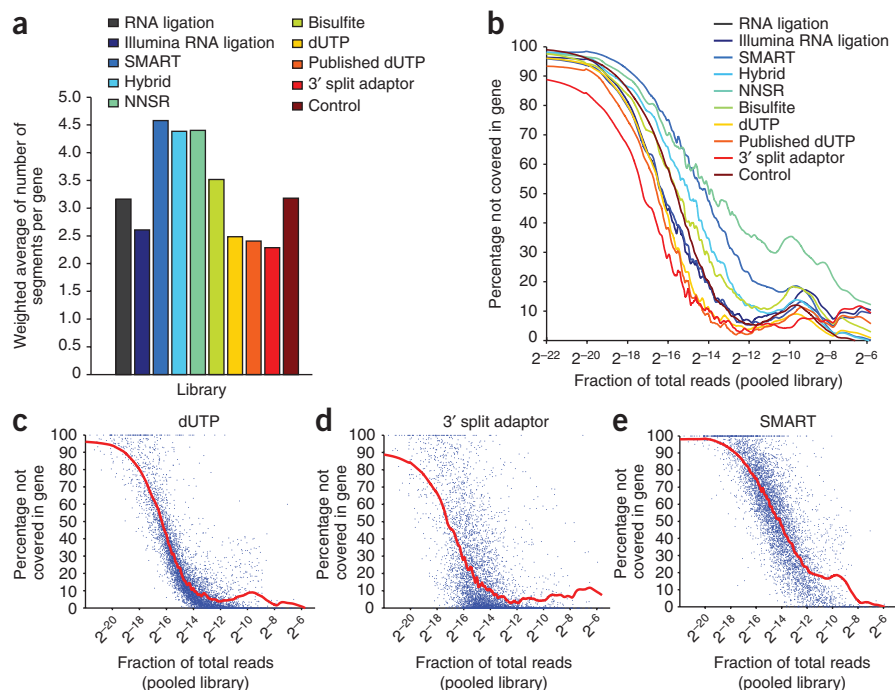 a
RNA ligation
Illumina RNA ligation
SMART
Hybrid
NNSR
Bisulfite
dUTP
Published dUTP
3′ split adaptor
Control
Weighted average of number of
segments per gene
5.0
4.5
4.0
3.5
3.0
2.5
2.0
1.5
1.0
0.5
0
Library
b
RNA ligation
Illumina RNA ligation
SMART
Hybrid
NNSR
Bisulfite
dUTP
Published dUTP
3′ split adaptor
Control
Percentage not covered in gene
100
90
80
70
60
50
40
30
20
10
0
2–22 2–20 2–18 2–16 2–14 2–12 2–10 2–8 2–6
Fraction of total reads (pooled library)
c
dUTP
Percentage not
covered in gene
100
90
80
70
60
50
40
30
20
10
0
2–20 2–18 2–16 2–14 2–12 2–10 2–8 2–6
Fraction of total reads
(pooled library)
d
3′ split adaptor
Percentage not
covered in gene
100
90
80
70
60
50
40
30
20
10
0
2–20 2–18 2–16 2–14 2–12 2–10 2–8 2–6
Fraction of total reads
(pooled library)
e
SMART
Percentage not
covered in gene
100
90
80
70
60
50
40
30
20
10
0
2–20 2–18 2–16 2–14 2–12 2–10 2–8 2–6
Fraction of total reads
(pooled library)